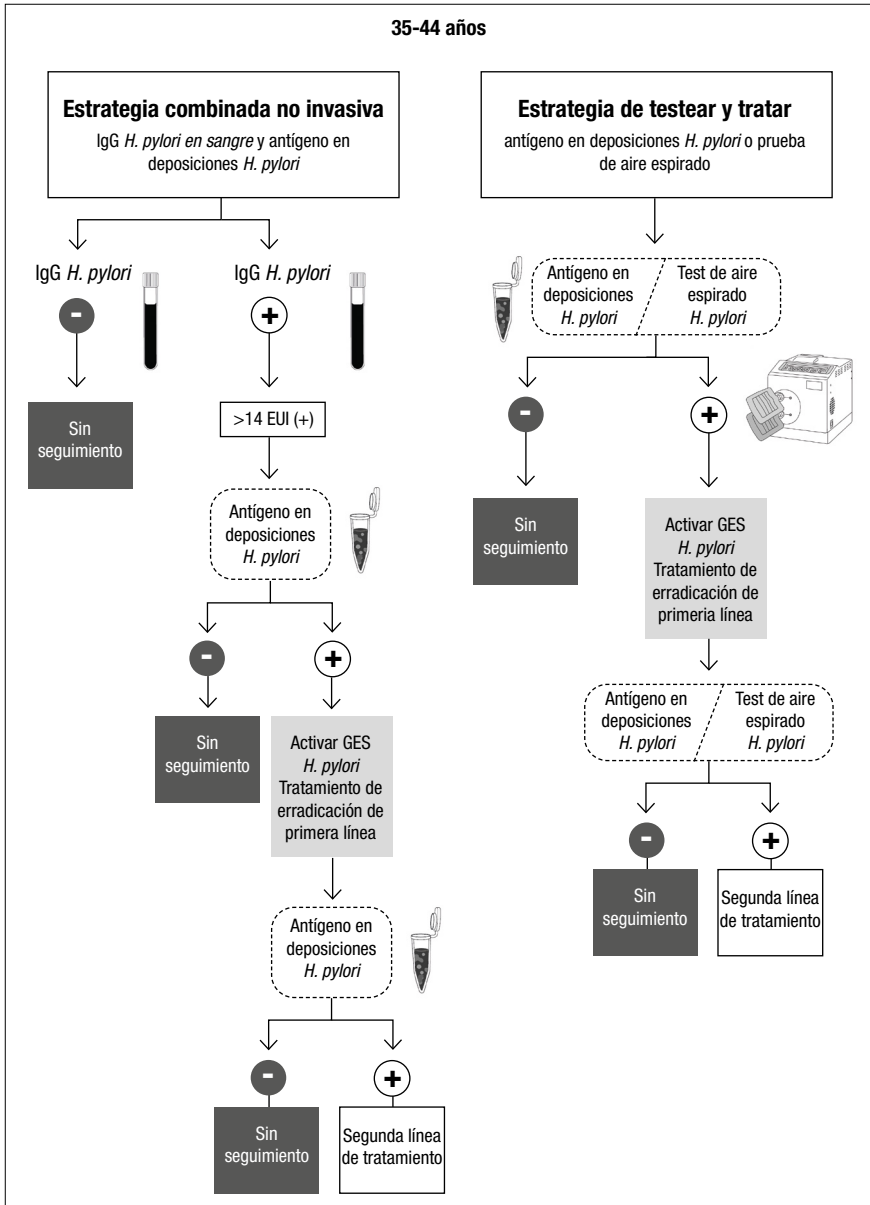 35-44 años
Estrategia combinada no invasiva
IgG H. pylori en sangre y antígeno en
deposiciones H. pylori
IgG H. pylori
-
Sin
seguimiento
IgG H. pylori
+
>14 EUI (+)
Antígeno en
deposiciones
H. pylori
-
Sin
seguimiento
+
Activar GES
H. pylori
Tratamiento de
erradicación de
primera línea
Antígeno en
deposiciones
H. pylori
-
Sin
seguimiento
+
Segunda línea
de tratamiento
Estrategia de testear y tratar
antígeno en deposiciones H. pylori o prueba
de aire espirado
Antígeno en
deposiciones
H. pylori
Test de aire
espirado
H. pylori
-
Sin
seguimiento
+
Activar GES
H. pylori
Tratamiento de
erradicación de
primeria línea
Antígeno en
deposiciones
H. pylori
Test de aire
espirado
H. pylori
-
Sin
seguimiento
+
Segunda línea
de tratamiento